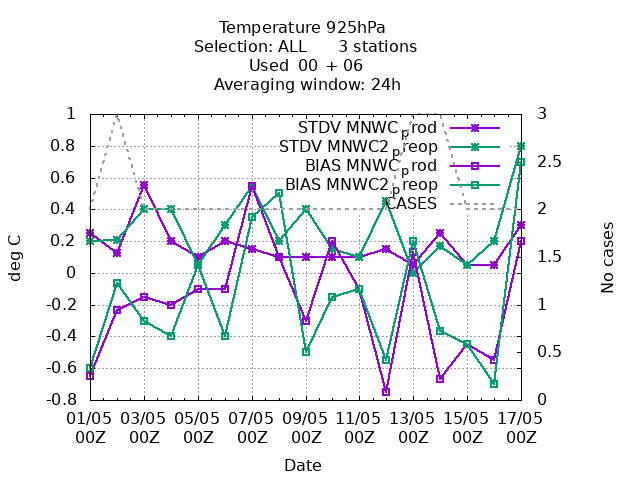 Temperature 925hPa
Selection: ALL 3 stations
Used 00 + 06
Averaging window: 24h
STDV MNWC_prod
STDV MNWC2_preop
BIAS MNWC_prod
BIAS MNWC2_preop
CASES
1
0.8
0.6
0.4
0.2
0
-0.2
-0.4
-0.6
-0.8
deg C
3
2.5
2
1.5
1
0.5
0
No cases
01/05 03/05 05/05 07/05 09/05 11/05 13/05 15/05 17/05
00Z 00Z 00Z 00Z 00Z 00Z 00Z 00Z 00Z
Date